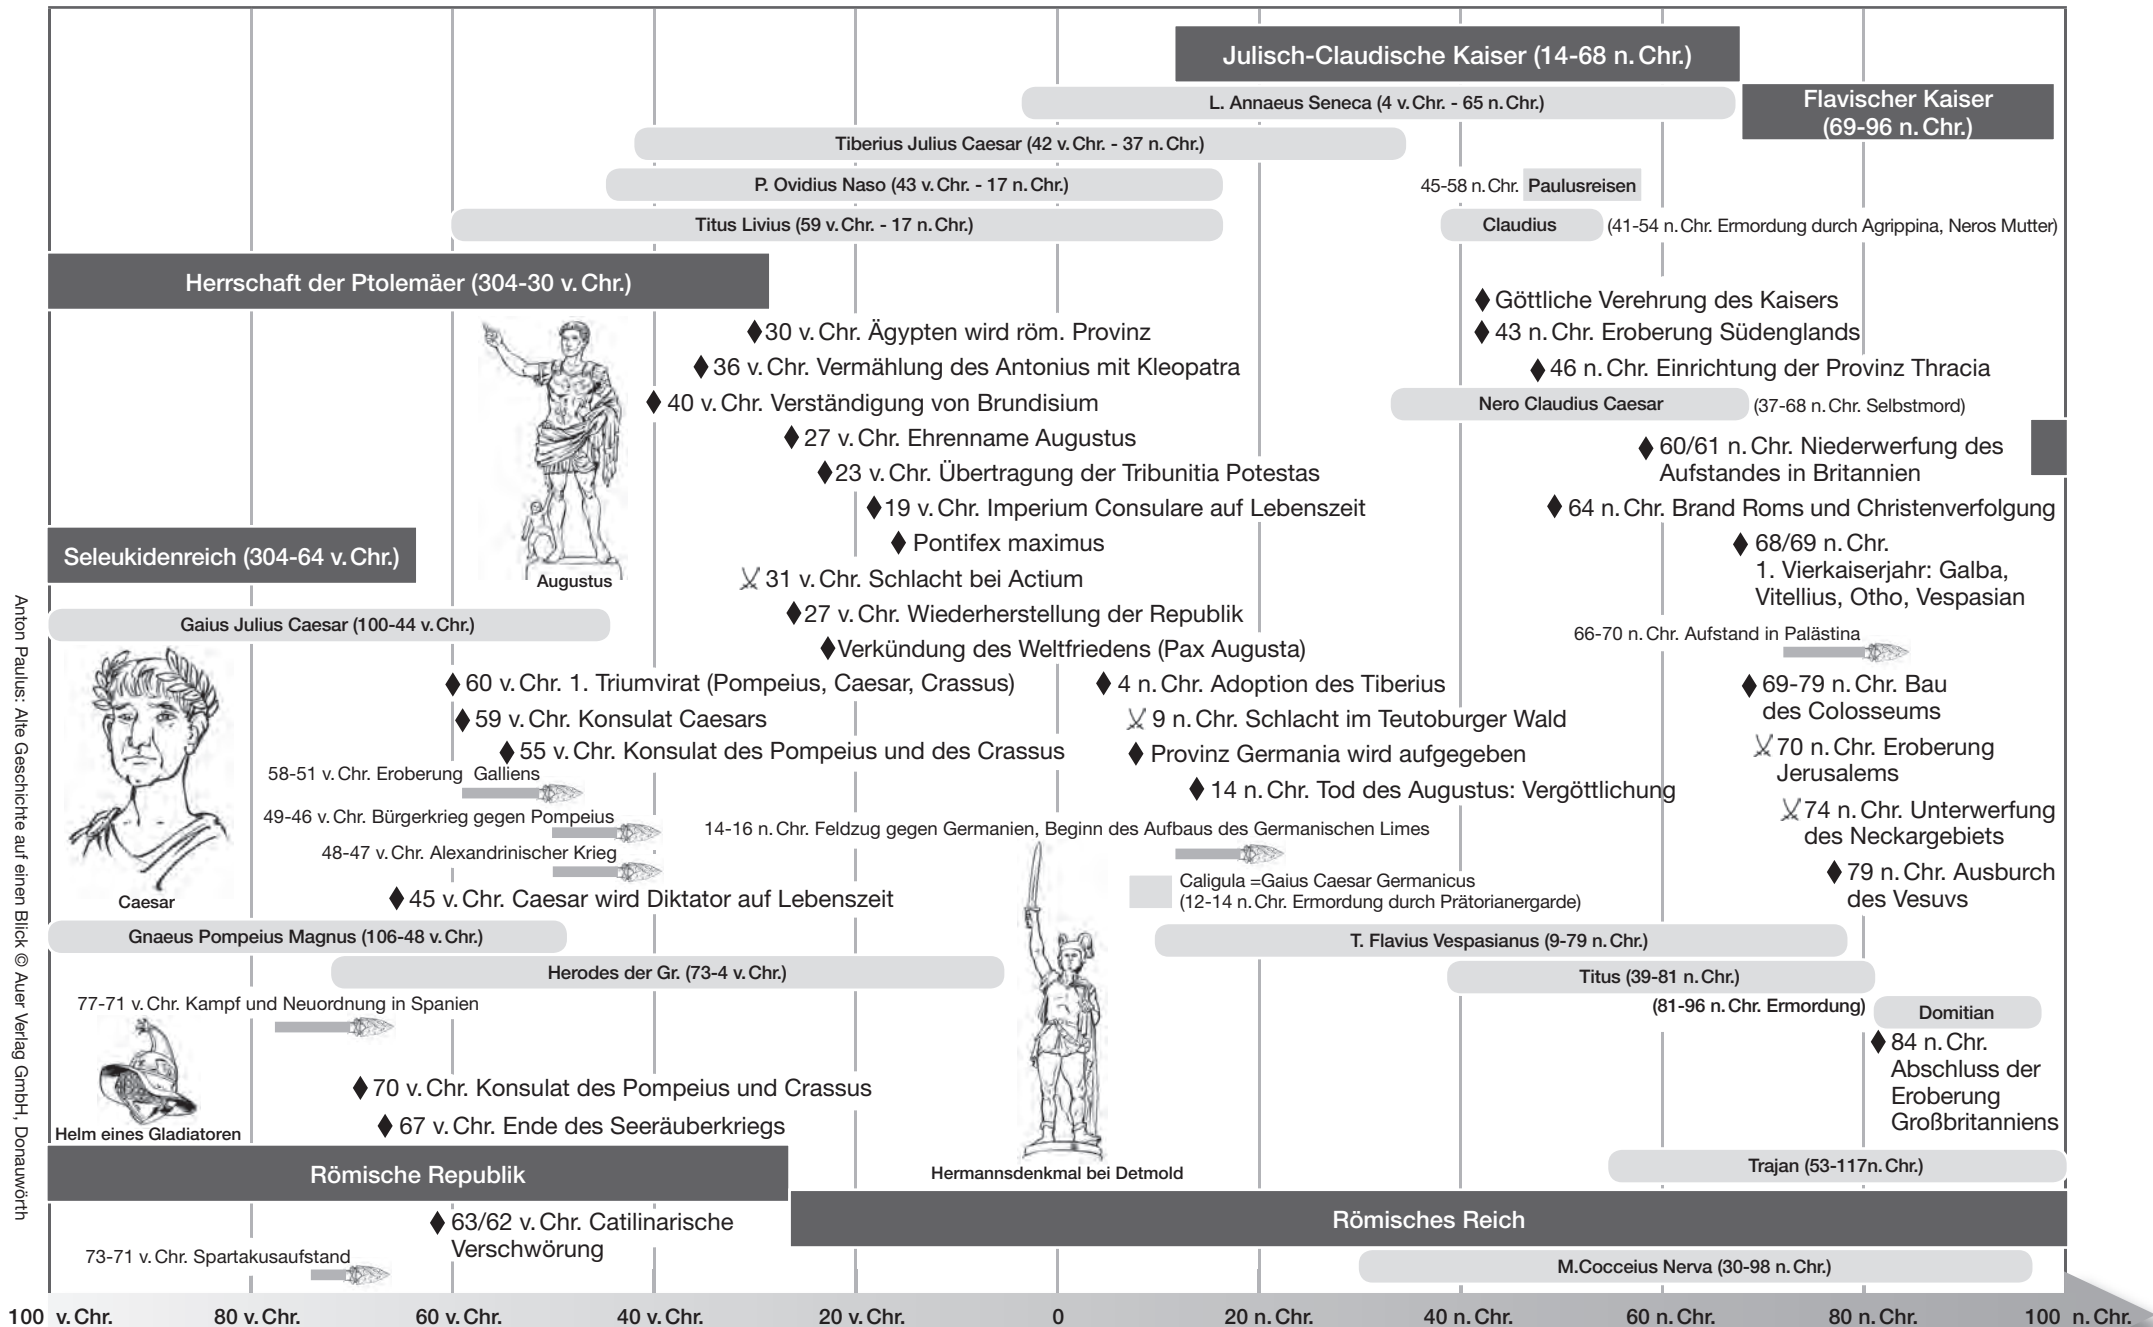 Julisch-Claudische Kaiser (14-68 n. Chr.)
L. Annaeus Seneca (4 v. Chr. - 65 n. Chr.)
Flavischer Kaiser
(69-96 n. Chr.)
Tiberius Julius Caesar (42 v. Chr. - 37 n. Chr.)
P. Ovidius Naso (43 v. Chr. - 17 n. Chr.)
45-58 n. Chr. Paulusreisen
Titus Livius (59 v. Chr. - 17 n. Chr.)
Claudius (41-54 n. Chr. Ermordung durch Agrippina, Neros Mutter)
Herrschaft der Ptolemäer (304-30 v. Chr.)
Göttliche Verehrung des Kaisers
30 v. Chr. Ägypten wird röm. Provinz
43 n. Chr. Eroberung Südenglands
36 v. Chr. Vermählung des Antonius mit Kleopatra
46 n. Chr. Einrichtung der Provinz Thracia
40 v. Chr. Verständigung von Brundisium
Nero Claudius Caesar (37-68 n. Chr. Selbstmord)
27 v. Chr. Ehrenname Augustus
60/61 n. Chr. Niederwerfung des
Aufstandes in Britannien
23 v. Chr. Übertragung der Tribunitia Potestas
19 v. Chr. Imperium Consulare auf Lebenszeit
64 n. Chr. Brand Roms und Christenverfolgung
Pontifex maximus
68/69 n. Chr.
1. Vierkaiserjahr: Galba,
Vitellius, Otho, Vespasian
Seleukidenreich (304-64 v. Chr.)
Augustus
31 v. Chr. Schlacht bei Actium
27 v. Chr. Wiederherstellung der Republik
Gaius Julius Caesar (100-44 v. Chr.)
66-70 n. Chr. Aufstand in Palästina
Verkündung des Weltfriedens (Pax Augusta)
60 v. Chr. 1. Triumvirat (Pompeius, Caesar, Crassus)
4 n. Chr. Adoption des Tiberius
69-79 n. Chr. Bau
des Colosseums
59 v. Chr. Konsulat Caesars
9 n. Chr. Schlacht im Teutoburger Wald
55 v. Chr. Konsulat des Pompeius und des Crassus
Provinz Germania wird aufgegeben
70 n. Chr. Eroberung
Jerusalems
58-51 v. Chr. Eroberung Galliens
14 n. Chr. Tod des Augustus: Vergöttlichung
74 n. Chr. Unterwerfung
des Neckargebiets
49-46 v. Chr. Bürgerkrieg gegen Pompeius
14-16 n. Chr. Feldzug gegen Germanien, Beginn des Aufbaus des Germanischen Limes
48-47 v. Chr. Alexandrinischer Krieg
79 n. Chr. Ausburch
des Vesuvs
Caligula =Gaius Caesar Germanicus
(12-14 n. Chr. Ermordung durch Prätorianergarde)
45 v. Chr. Caesar wird Diktator auf Lebenszeit
Caesar
Gnaeus Pompeius Magnus (106-48 v. Chr.)
T. Flavius Vespasianus (9-79 n. Chr.)
Herodes der Gr. (73-4 v. Chr.)
Titus (39-81 n. Chr.)
77-71 v. Chr. Kampf und Neuordnung in Spanien
(81-96 n. Chr. Ermordung) Domitian
84 n. Chr.
Abschluss der
Eroberung
Großbritanniens
70 v. Chr. Konsulat des Pompeius und Crassus
67 v. Chr. Ende des Seeräuberkriegs
Helm eines Gladiatoren
Hermannsdenkmal bei Detmold
Trajan (53-117n. Chr.)
Römische Republik
Römisches Reich
63/62 v. Chr. Catilinarische
Verschwörung
73-71 v. Chr. Spartakusaufstand
M.Cocceius Nerva (30-98 n. Chr.)
100 v. Chr. 80 v. Chr. 60 v. Chr. 40 v. Chr. 20 v. Chr. 0 20 n. Chr. 40 n. Chr. 60 n. Chr. 80 n. Chr. 100 n. Chr.
Anton Paulus: Alte Geschichte auf einen Blick © Auer Verlag GmbH, Donauwörth